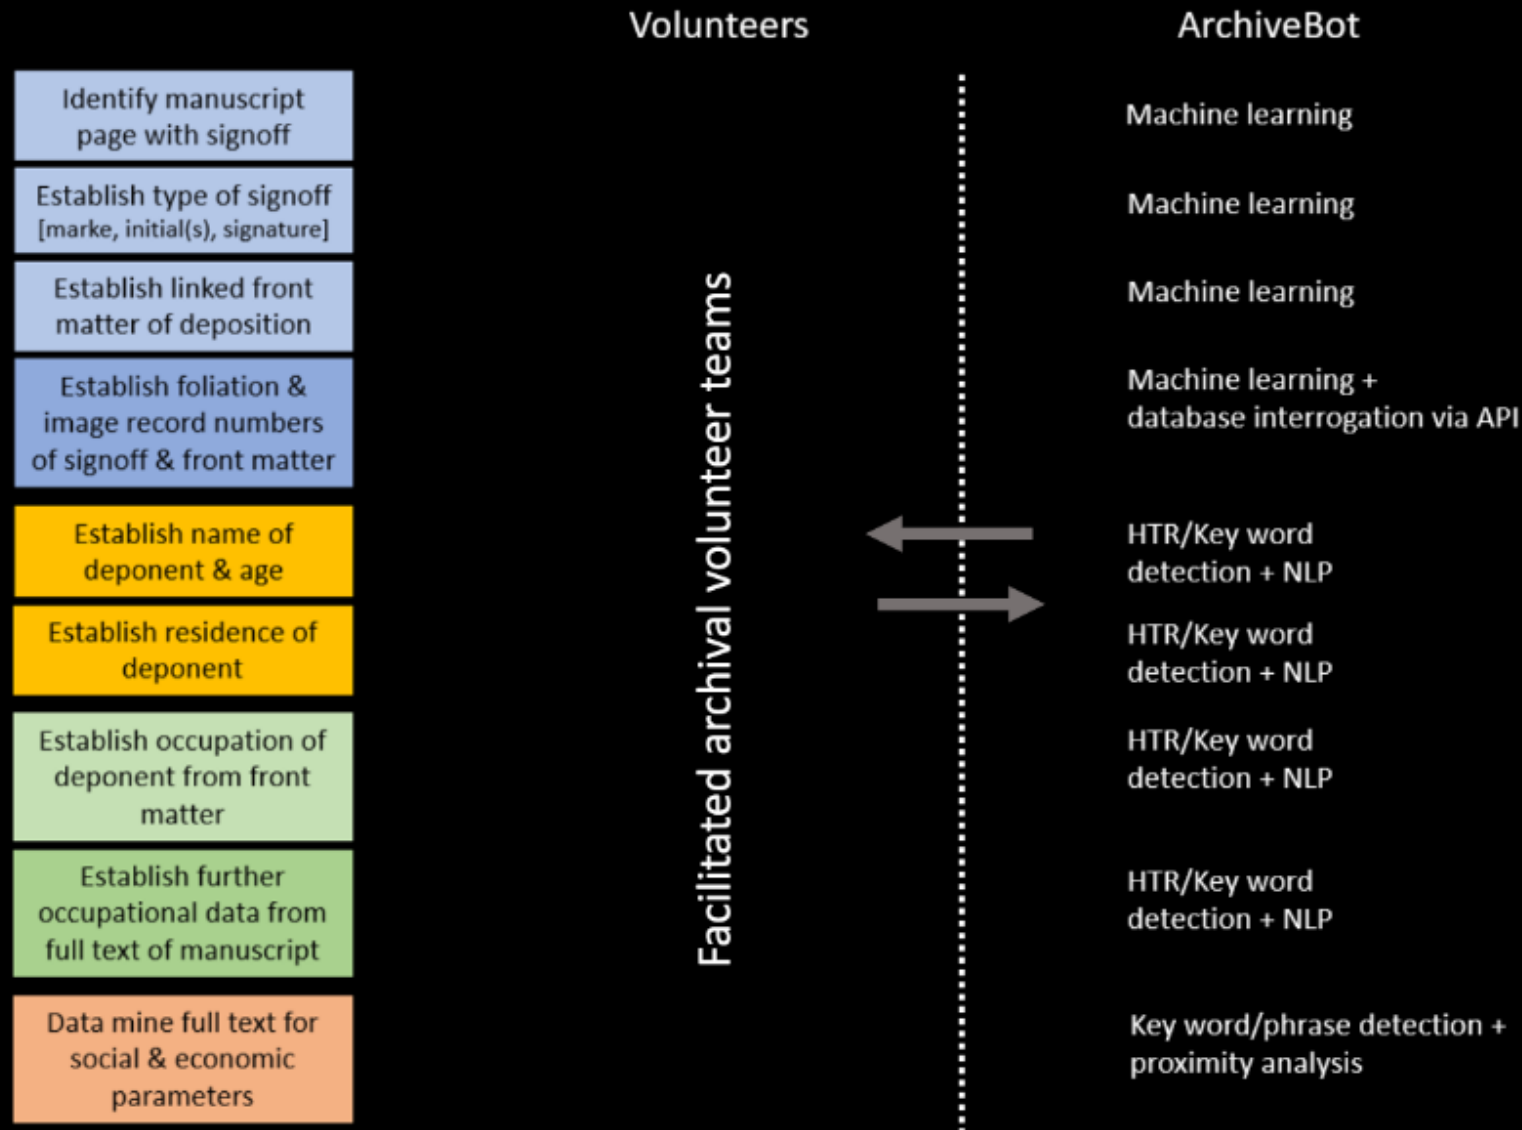 Volunteers
ArchiveBot
Identify manuscript
page with signoff
Machine learning
Establish type of signoff
[marke, initial(s), signature]
Machine learning
Establish linked front
matter of deposition
Machine learning
Establish foliation &
image record numbers
of signoff & front matter
Machine learning +
database interrogation via API
Facilitated archival volunteer teams
Establish name of
deponent & age
HTR/Key word
detection + NLP
Establish residence of
deponent
HTR/Key word
detection + NLP
Establish occupation of
deponent from front
matter
HTR/Key word
detection + NLP
Establish further
occupational data from
full text of manuscript
HTR/Key word
detection + NLP
Data mine full text for
social & economic
parameters
Key word/phrase detection +
proximity analysis